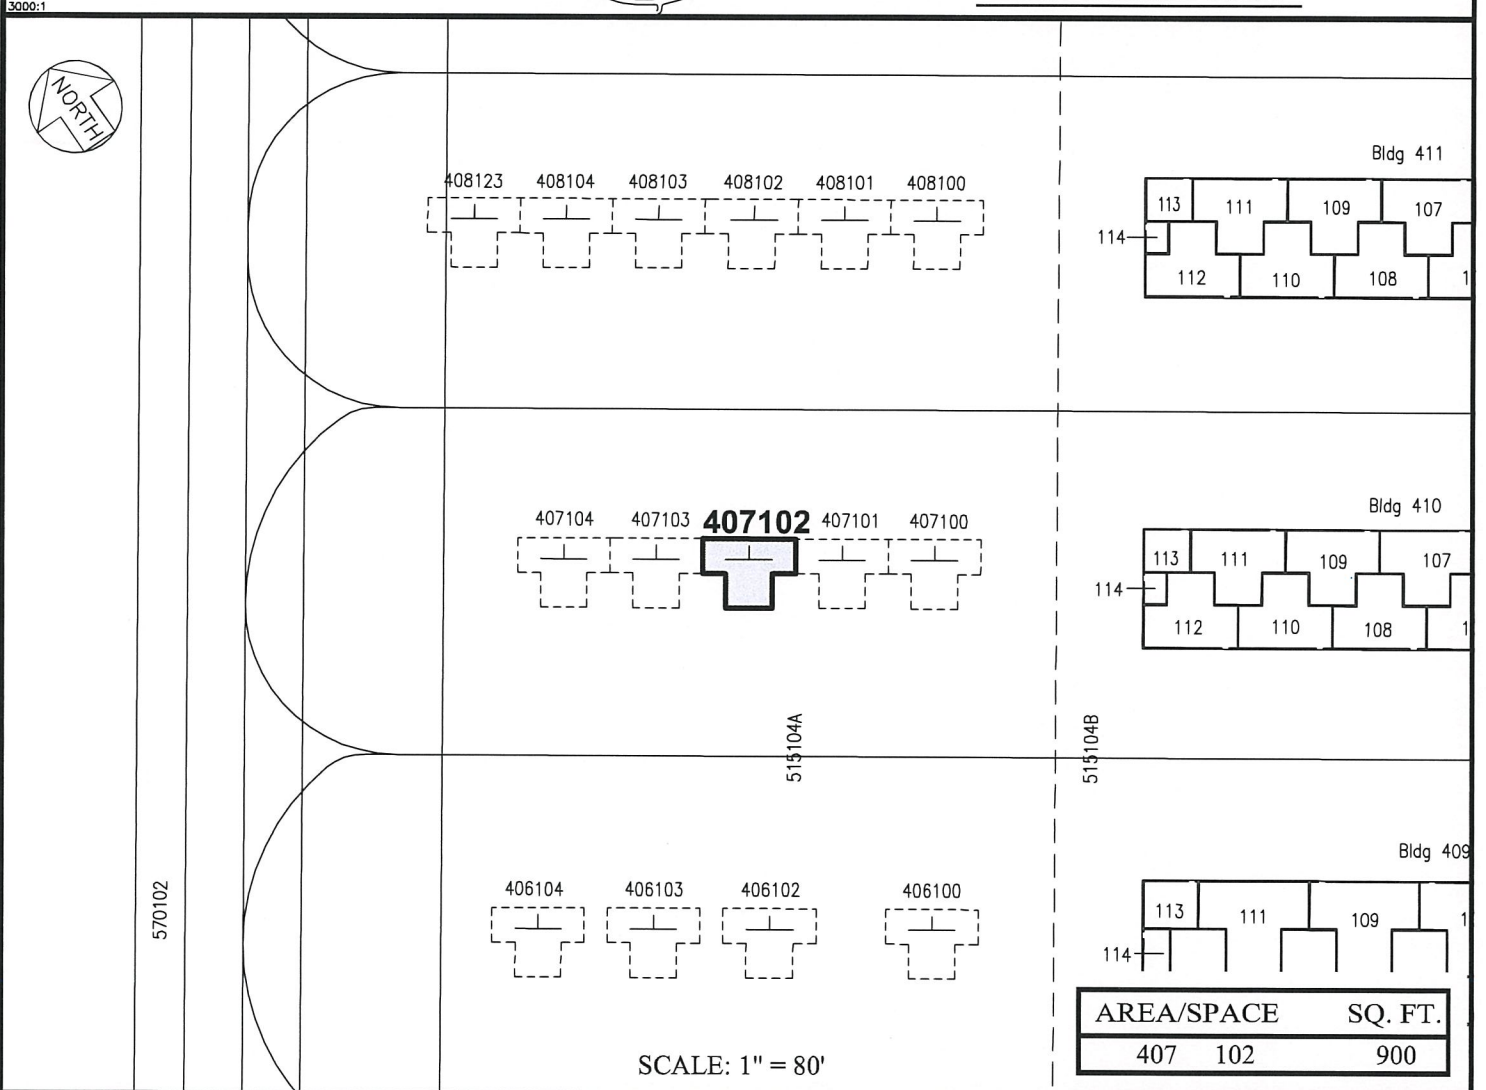 3000:1
NORTH
Bldg 411
408123 408104 408103 408102 408101 408100
113 111 109 107
114
112 110 108 1
Bldg 410
407104 407103 407102 407101 407100
113 111 109 107
114
112 110 108 1
515104A
515104B
Bldg 409
570102
406104 406103 406102 406100
113 111 109 1
114
AREA/SPACE SQ. FT.
407 102 900
SCALE: 1" = 80'